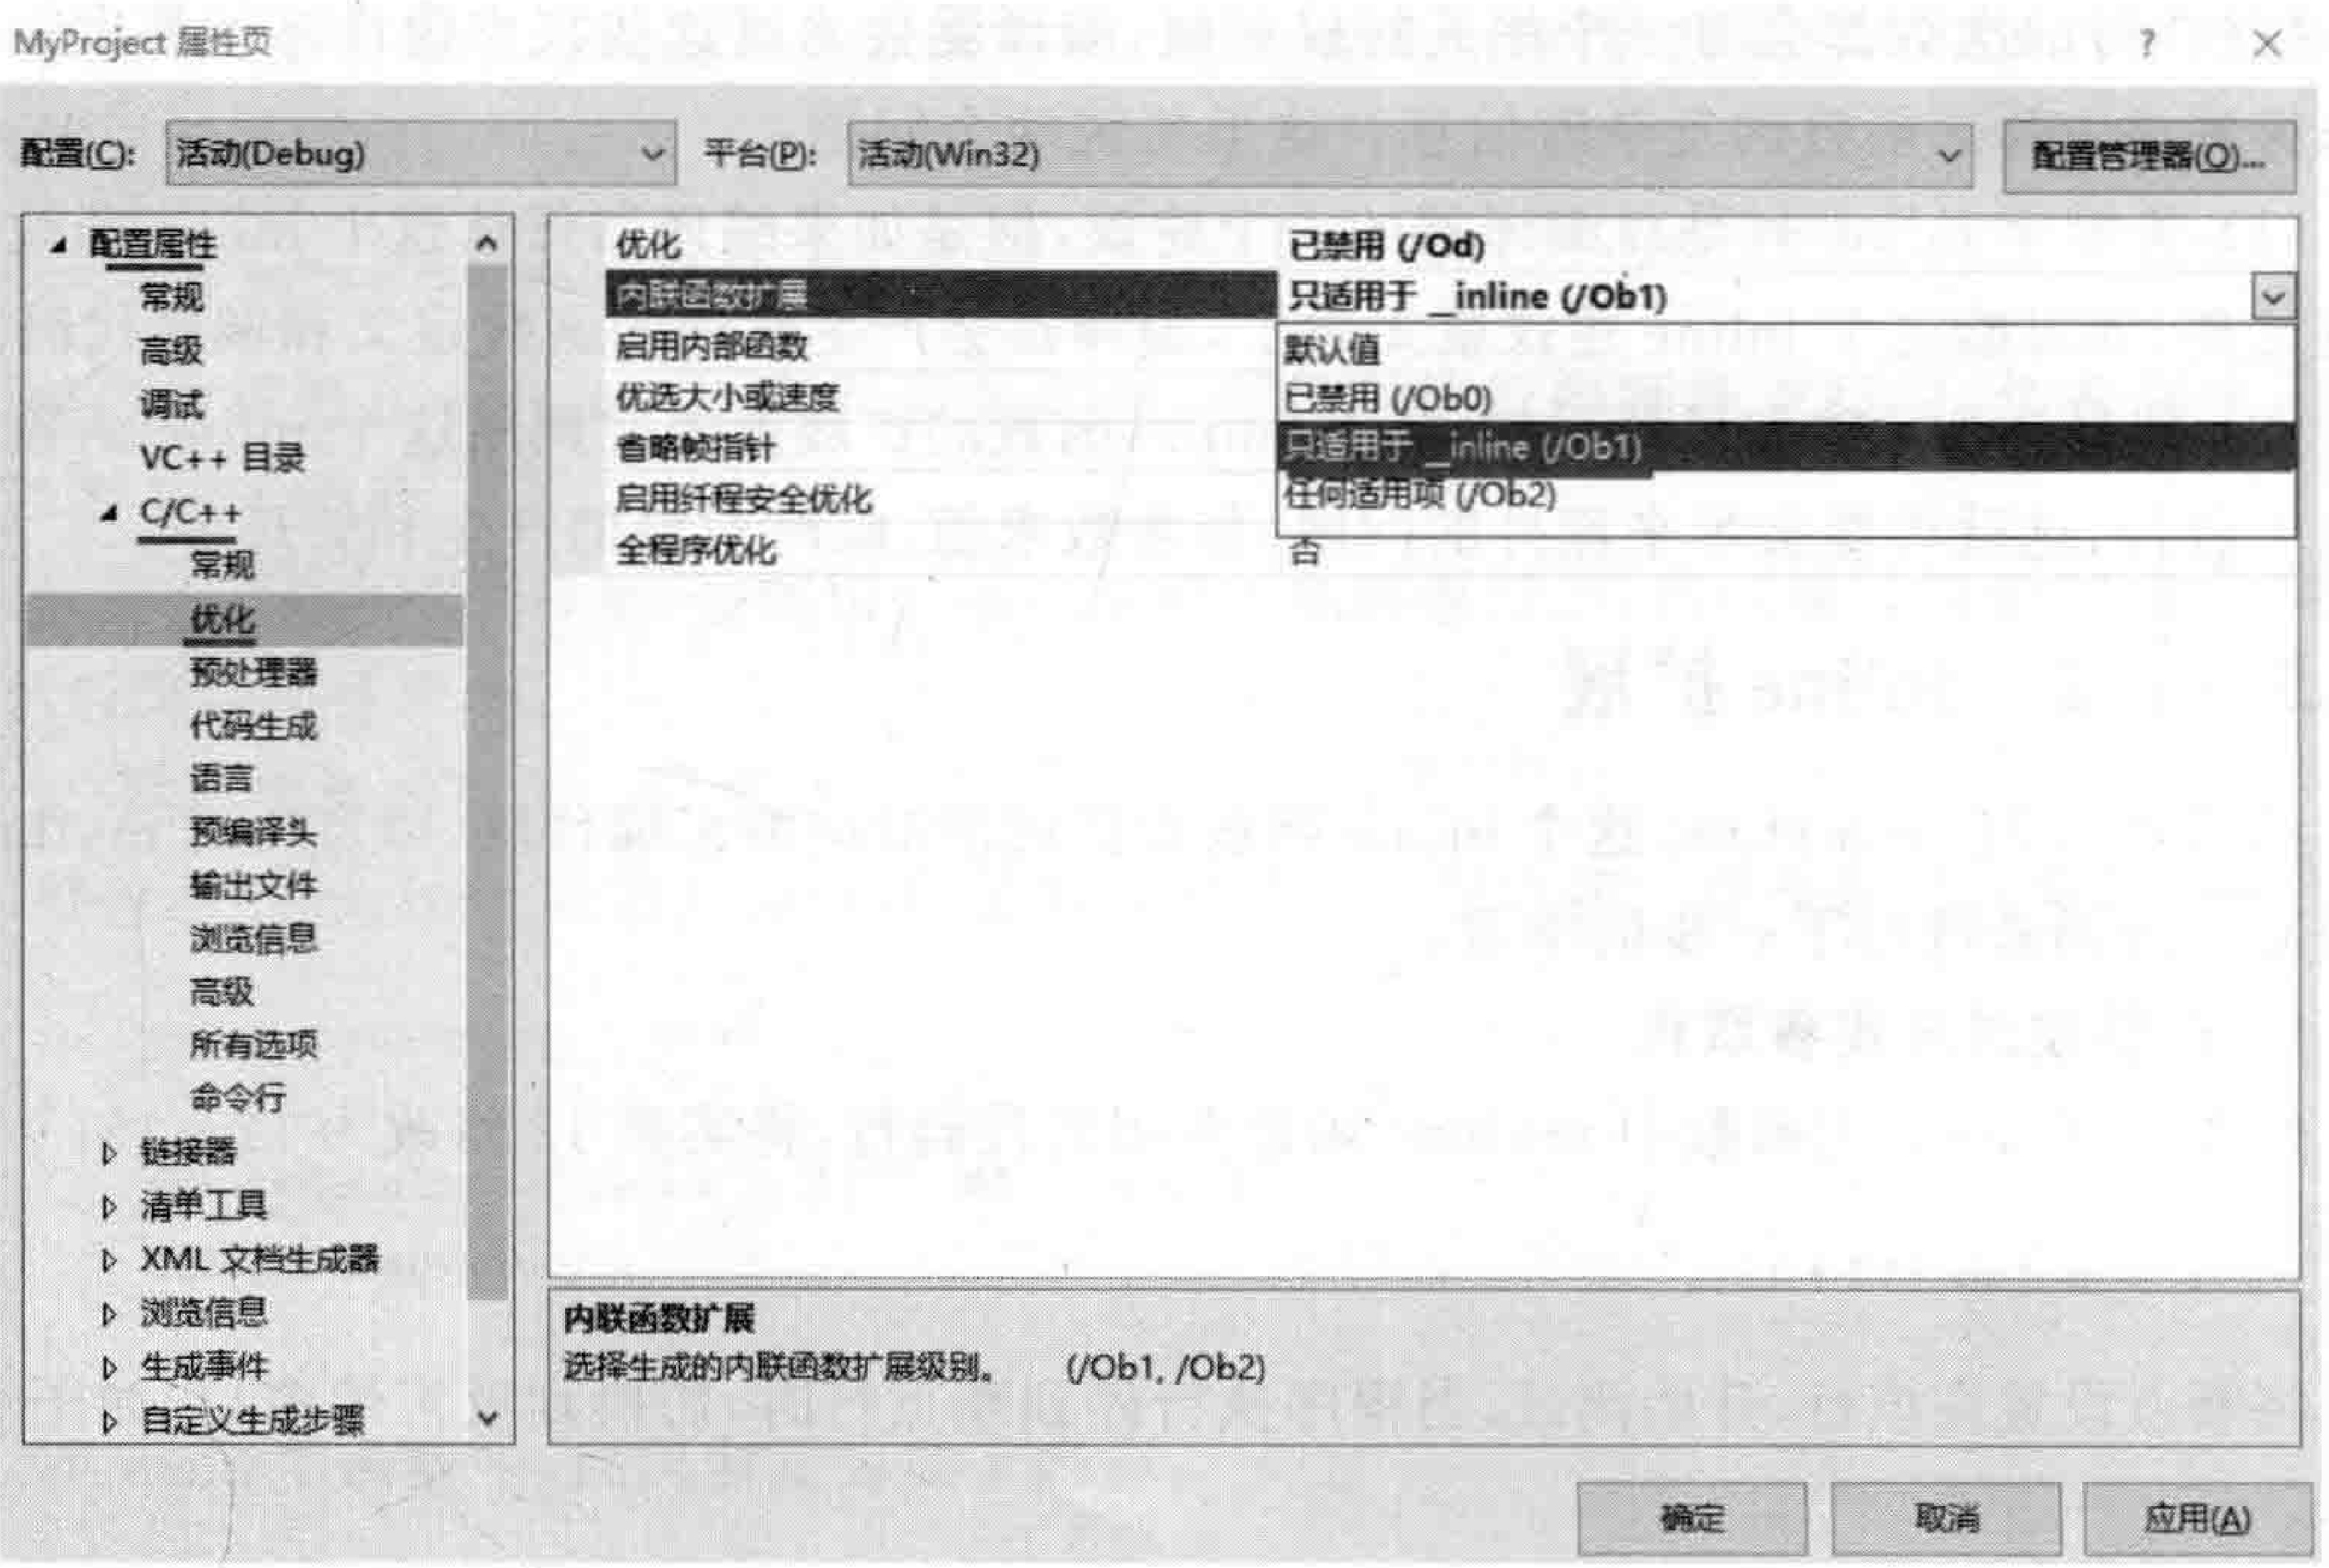 MyProject 属性页 ? ×
配置(C): 活动(Debug) 平台(P): 活动(Win32) 配置管理器(O)...
配置属性
常规
高级
调试
VC++ 目录
C/C++
常规
优化
预处理器
代码生成
语言
预编译头
输出文件
浏览信息
高级
所有选项
命令行
链接器
清单工具
XML 文档生成器
浏览信息
生成事件
自定义生成步骤
优化 已禁用 (/Od)
内联函数扩展 只适用于 __inline (/Ob1)
启用内部函数
优选大小或速度
省略帧指针
启用纤程安全优化
全程序优化 否
默认值
已禁用 (/Ob0)
只适用于 __inline (/Ob1)
任何适用项 (/Ob2)
内联函数扩展
选择生成的内联函数扩展级别。 (/Ob1, /Ob2)
确定 取消 应用(A)